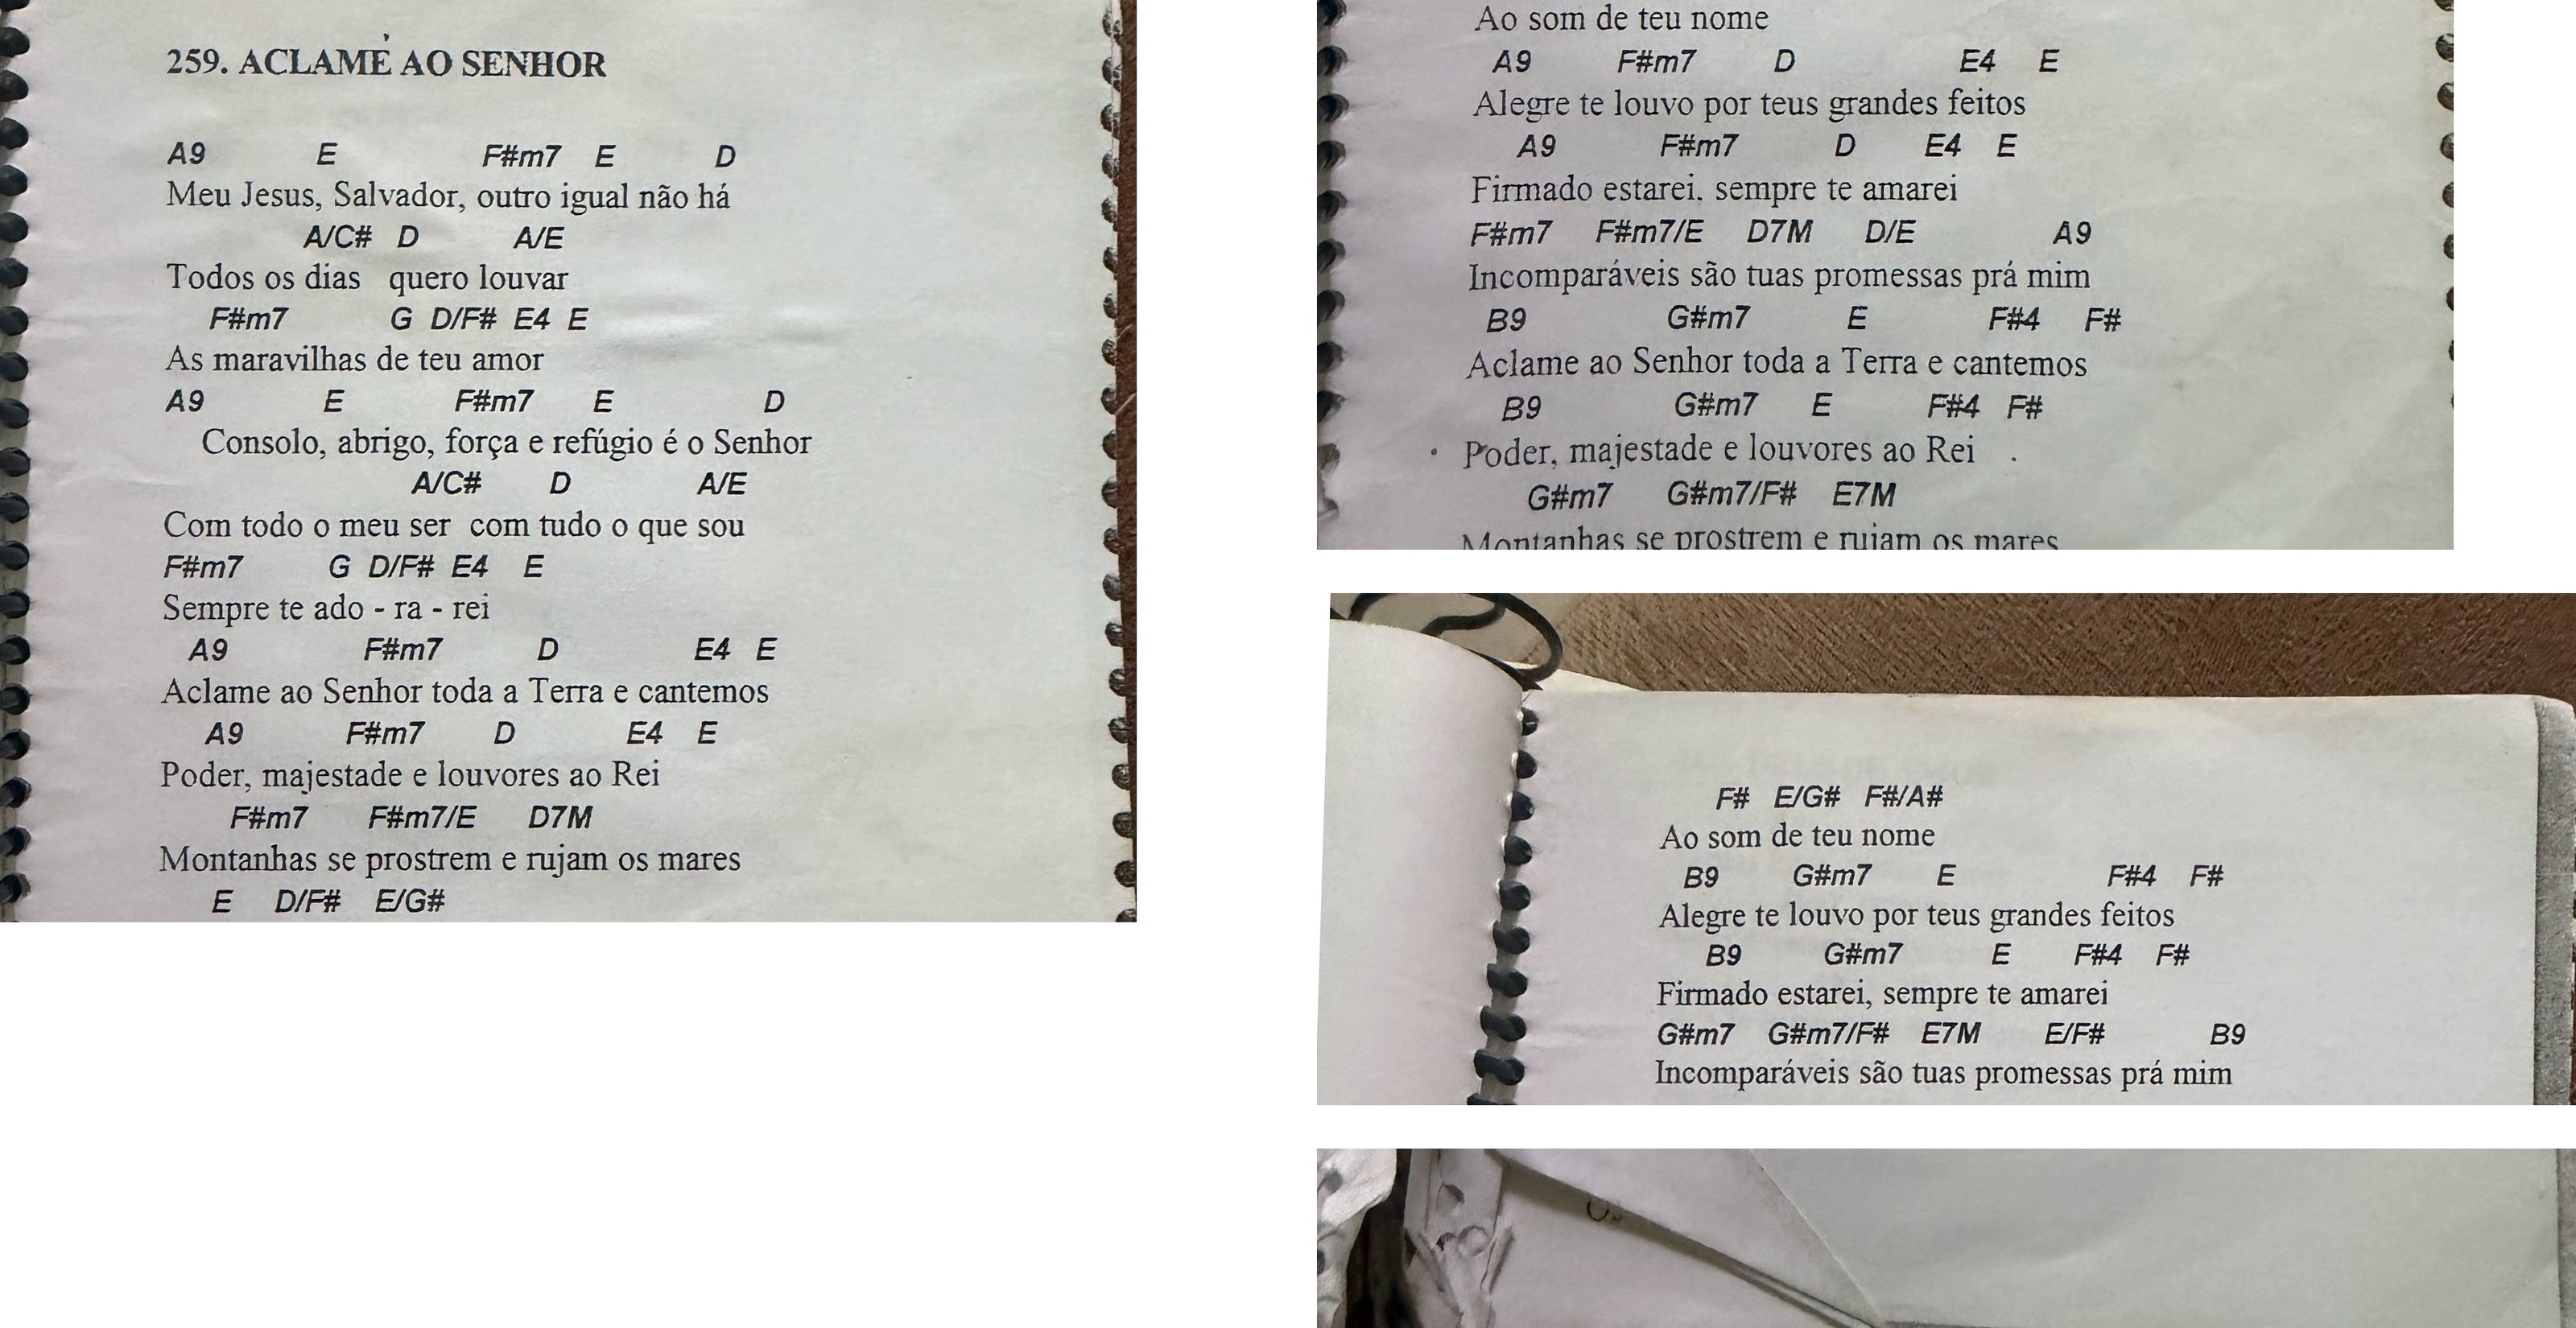 259. ACLAME AO SENHOR
A9 E F#m7 E D
Meu Jesus, Salvador, outro igual não há
A/C# D A/E
Todos os dias quero louvar
F#m7 G D/F# E4 E
As maravilhas de teu amor
A9 E F#m7 E D
Consolo, abrigo, força e refúgio é o Senhor
A/C# D A/E
Com todo o meu ser com tudo o que sou
F#m7 G D/F# E4 E
Sempre te ado - ra - rei
A9 F#m7 D E4 E
Aclame ao Senhor toda a Terra e cantemos
A9 F#m7 D E4 E
Poder, majestade e louvores ao Rei
F#m7 F#m7/E D7M
Montanhas se prostrem e rujam os mares
E D/F# E/G#
Ao som de teu nome
A9 F#m7 D E4 E
Alegre te louvo por teus grandes feitos
A9 F#m7 D E4 E
Firmado estarei. sempre te amarei
F#m7 F#m7/E D7M D/E A9
Incomparáveis são tuas promessas prá mim
B9 G#m7 E F#4 F#
Aclame ao Senhor toda a Terra e cantemos
B9 G#m7 E F#4 F#
Poder, majestade e louvores ao Rei
G#m7 G#m7/F# E7M
Montanhas se prostrem e rujam os mares
F# E/G# F#/A#
Ao som de teu nome
B9 G#m7 E F#4 F#
Alegre te louvo por teus grandes feitos
B9 G#m7 E F#4 F#
Firmado estarei, sempre te amarei
G#m7 G#m7/F# E7M E/F# B9
Incomparáveis são tuas promessas prá mim